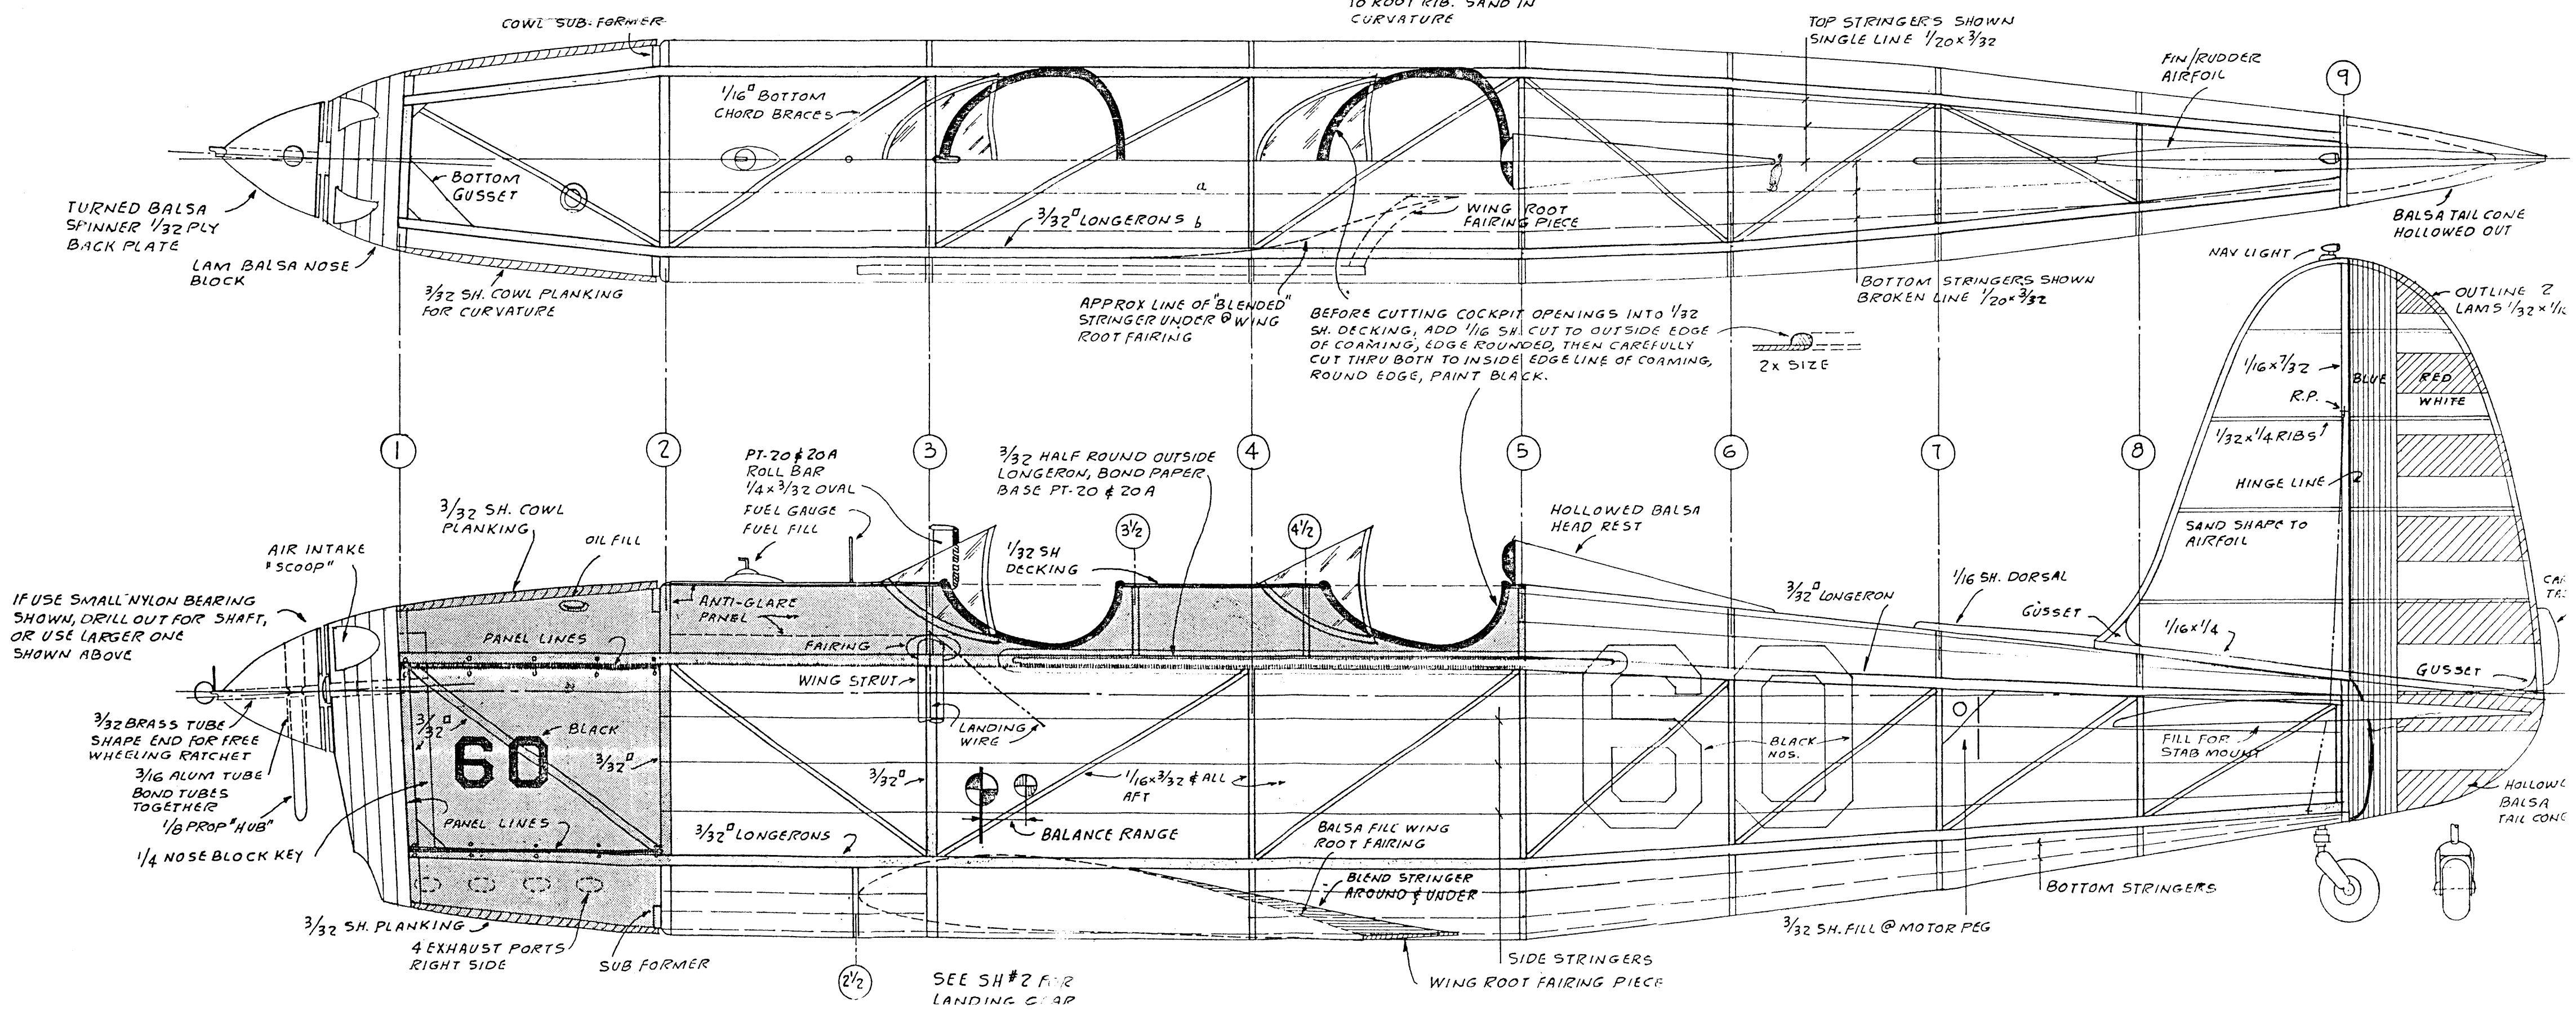 TO ROOT RIB. SAND IN
CURVATURE
COWL SUB-FORMER
TOP STRINGERS SHOWN
SINGLE LINE 1/20 x 3/32
FIN/RUDDER
AIRFOIL
9
1/16□ BOTTOM
CHORD BRACES
BOTTOM
GUSSET
a
3/32□ LONGERONS b
WING ROOT
FAIRING PIECE
TURNED BALSA
SPINNER 1/32 PLY
BACK PLATE
LAM BALSA NOSE
BLOCK
3/32 SH. COWL PLANKING
FOR CURVATURE
APPROX LINE OF "BLENDED"
STRINGER UNDER @ WING
ROOT FAIRING
BEFORE CUTTING COCKPIT OPENINGS INTO 1/32
SH. DECKING, ADD 1/16 SH. CUT TO OUTSIDE EDGE
OF COAMING, EDGE ROUNDED, THEN CAREFULLY
CUT THRU BOTH TO INSIDE EDGE LINE OF COAMING,
ROUND EDGE, PAINT BLACK.
2x SIZE
BOTTOM STRINGERS SHOWN
BROKEN LINE 1/20 x 3/32
BALSA TAIL CONE
HOLLOWED OUT
NAV LIGHT
OUTLINE 2
LAMS 1/32 x
1/16 x 7/32
BLUE
RED
WHITE
R.P.
1/32 x 1/4 RIBS
HINGE LINE
SAND SHAPE TO
AIRFOIL
1
2
3
4
5
6
7
8
PT-20 & 20A
ROLL BAR
1/4 x 3/32 OVAL
FUEL GAUGE
FUEL FILL
3/32 HALF ROUND OUTSIDE
LONGERON, BOND PAPER
BASE PT-20 & 20A
3 1/2
4 1/2
1/32 SH
DECKING
HOLLOWED BALSA
HEAD REST
3/32 SH. COWL
PLANKING
OIL FILL
AIR INTAKE
"SCOOP"
IF USE SMALL NYLON BEARING
SHOWN, DRILL OUT FOR SHAFT,
OR USE LARGER ONE
SHOWN ABOVE
ANTI-GLARE
PANEL
PANEL LINES
FAIRING
WING STRUT
LANDING
WIRE
3/32□ LONGERON
1/16 SH. DORSAL
GUSSET
1/16 x 1/4
GUSSET
3/32 BRASS TUBE
SHAPE END FOR FREE
WHEELING RATCHET
3/16 ALUM TUBE
BOND TUBES
TOGETHER
1/8 PROP "HUB"
1/4 NOSE BLOCK KEY
3/32□
60
BLACK
3/32□
3/32□
PANEL LINES
3/32□ LONGERONS
BALANCE RANGE
1/16 x 3/32 & ALL
AFT
60
BLACK
NOS.
FILL FOR
STAB MOUNT
BALSA FILL WING
ROOT FAIRING
BLEND STRINGER
AROUND & UNDER
HOLLOW
BALSA
TAIL CONE
BOTTOM STRINGERS
3/32 SH. FILL @ MOTOR PEG
3/32 SH. PLANKING
4 EXHAUST PORTS
RIGHT SIDE
SUB FORMER
2 1/2
SEE SH #2 FOR
LANDING GEAR
SIDE STRINGERS
WING ROOT FAIRING PIECE